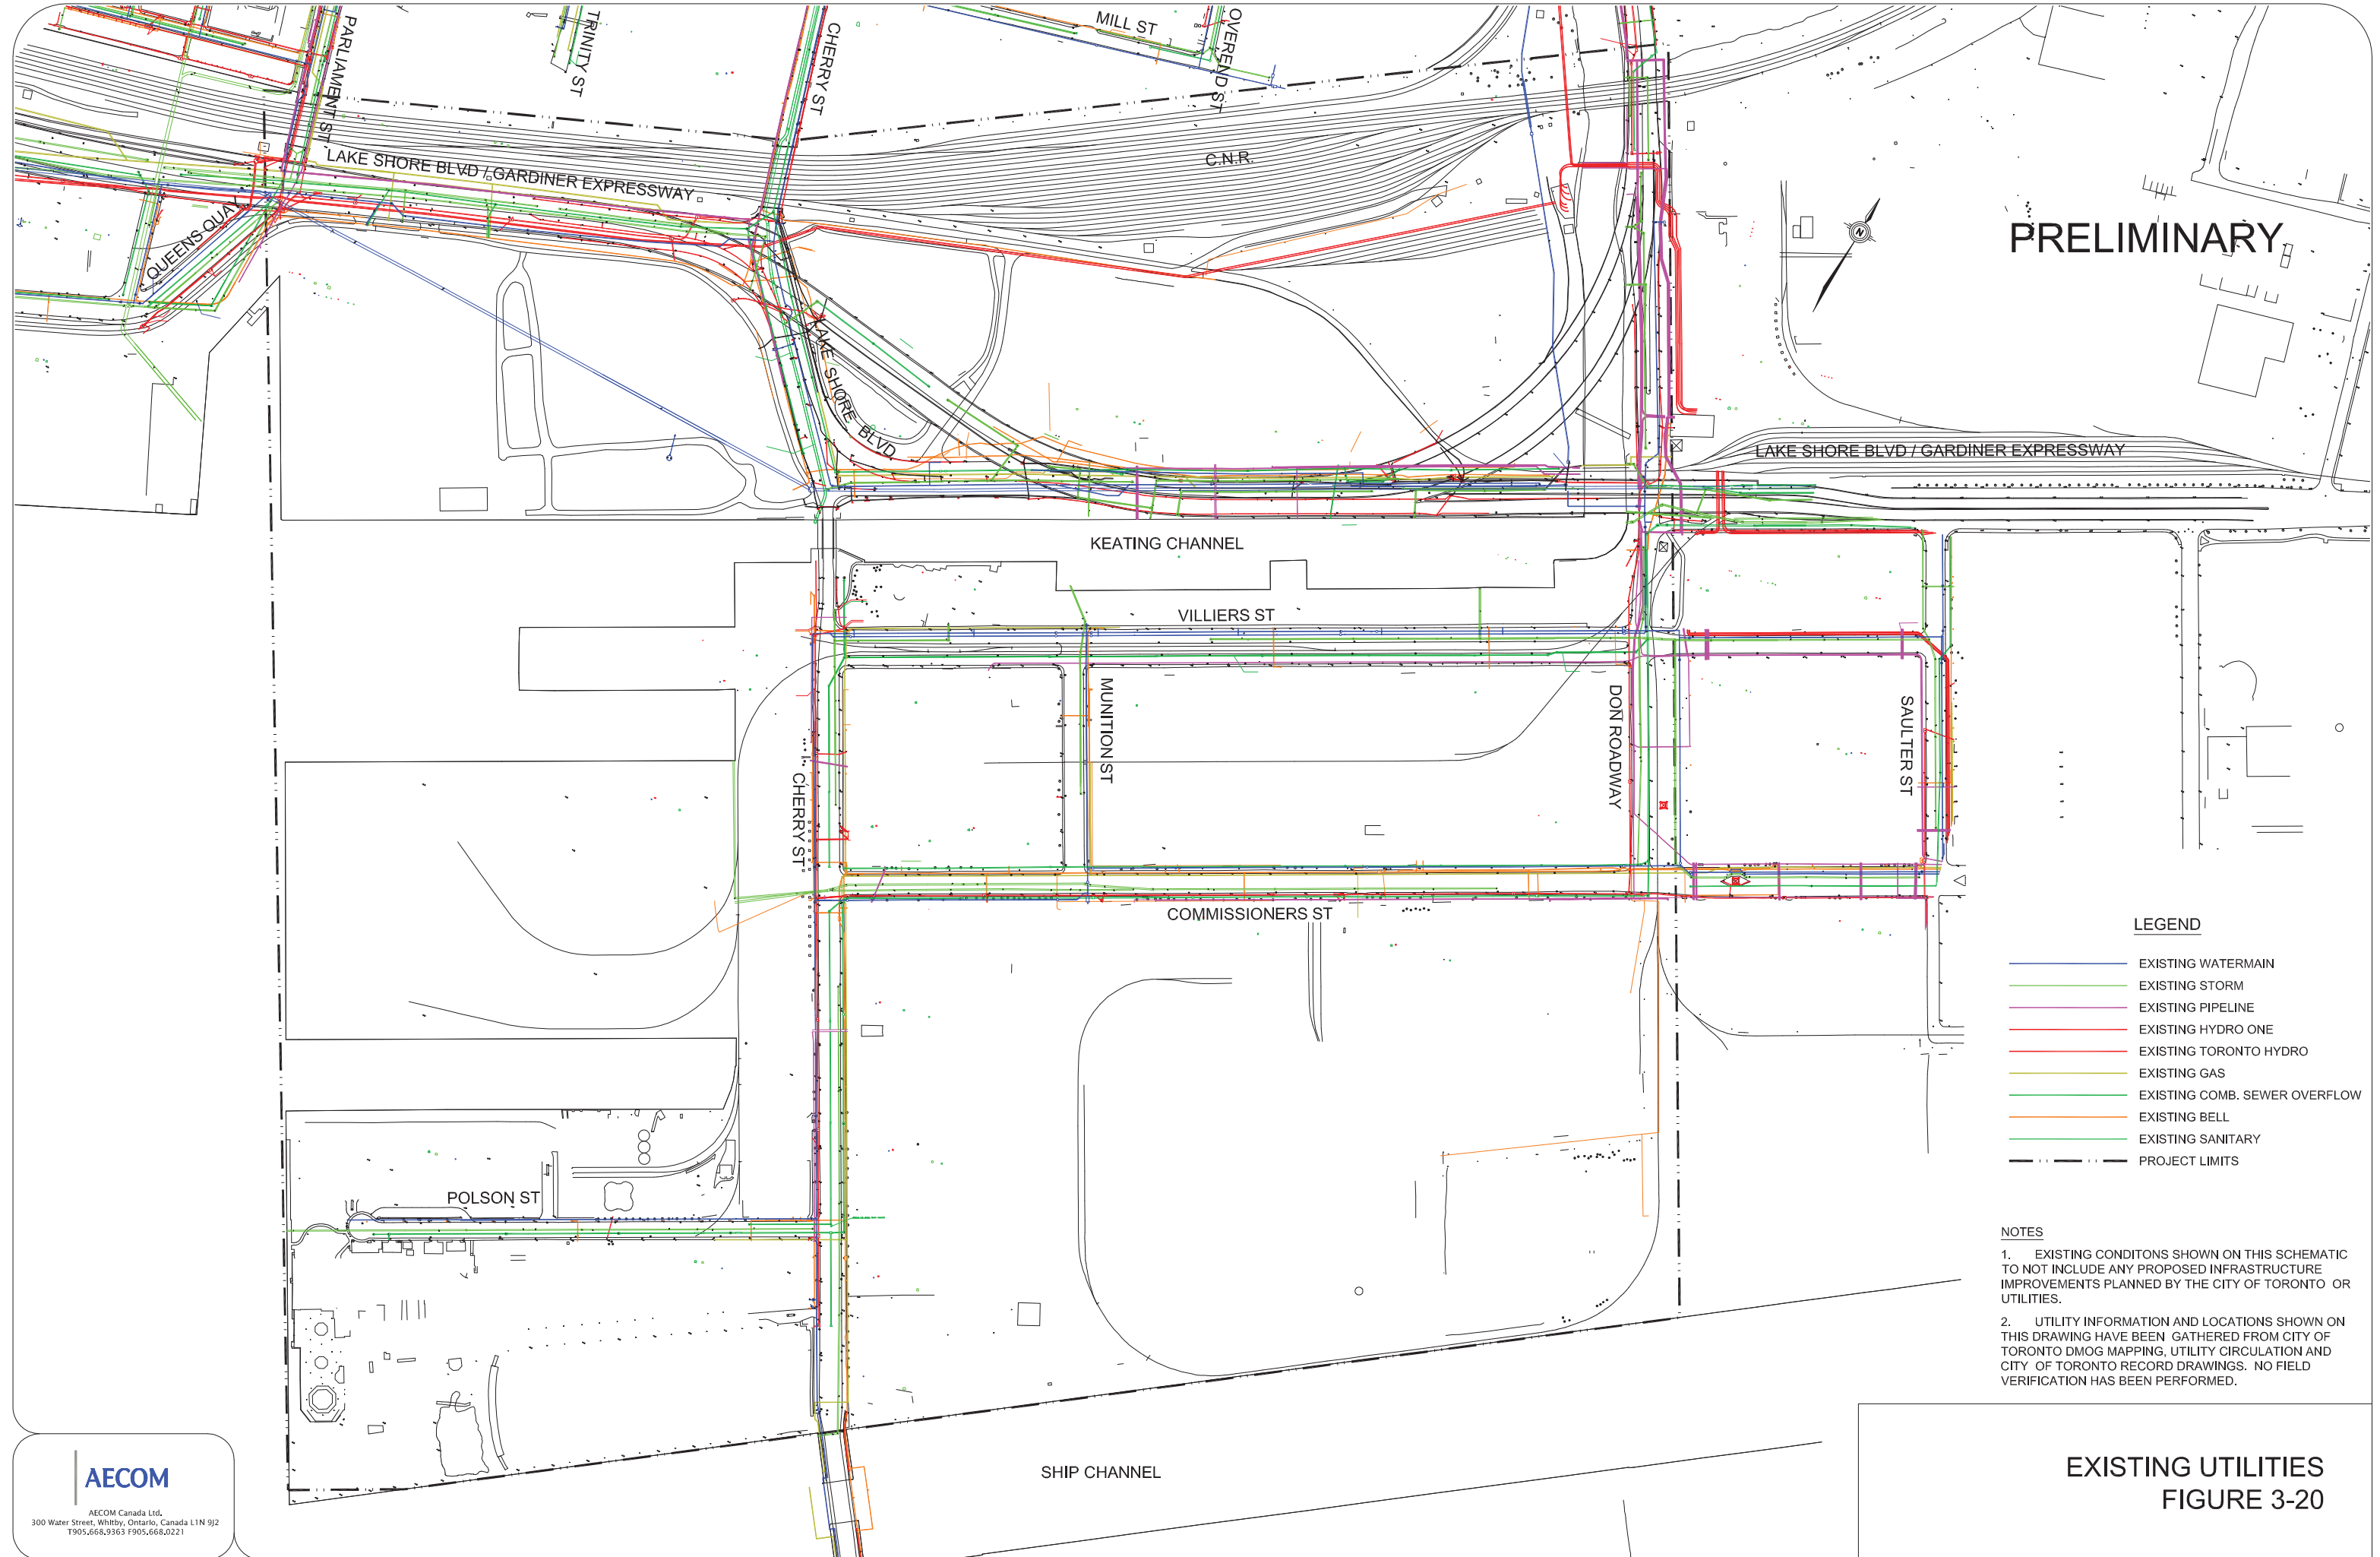 PARLIAMENT ST.
TRINITY ST
CHERRY ST
MILL ST
OVEREND ST
LAKE SHORE BLVD / GARDINER EXPRESSWAY
C.N.R.
QUEENS QUAY
N
PRELIMINARY
LAKE SHORE BLVD
LAKE SHORE BLVD / GARDINER EXPRESSWAY
KEATING CHANNEL
VILLIERS ST
MUNITION ST
DON ROADWAY
SAULTER ST
CHERRY ST
COMMISSIONERS ST
POLSON ST
SHIP CHANNEL
LEGEND
EXISTING WATERMAIN
EXISTING STORM
EXISTING PIPELINE
EXISTING HYDRO ONE
EXISTING TORONTO HYDRO
EXISTING GAS
EXISTING COMB. SEWER OVERFLOW
EXISTING BELL
EXISTING SANITARY
PROJECT LIMITS
NOTES
1. EXISTING CONDITONS SHOWN ON THIS SCHEMATIC
TO NOT INCLUDE ANY PROPOSED INFRASTRUCTURE
IMPROVEMENTS PLANNED BY THE CITY OF TORONTO OR
UTILITIES.
2. UTILITY INFORMATION AND LOCATIONS SHOWN ON
THIS DRAWING HAVE BEEN GATHERED FROM CITY OF
TORONTO DMOG MAPPING, UTILITY CIRCULATION AND
CITY OF TORONTO RECORD DRAWINGS. NO FIELD
VERIFICATION HAS BEEN PERFORMED.
AECOM
AECOM Canada Ltd.
300 Water Street, Whitby, Ontario, Canada L1N 9J2
T905.668.9363 F905.668.0221
EXISTING UTILITIES
FIGURE 3-20